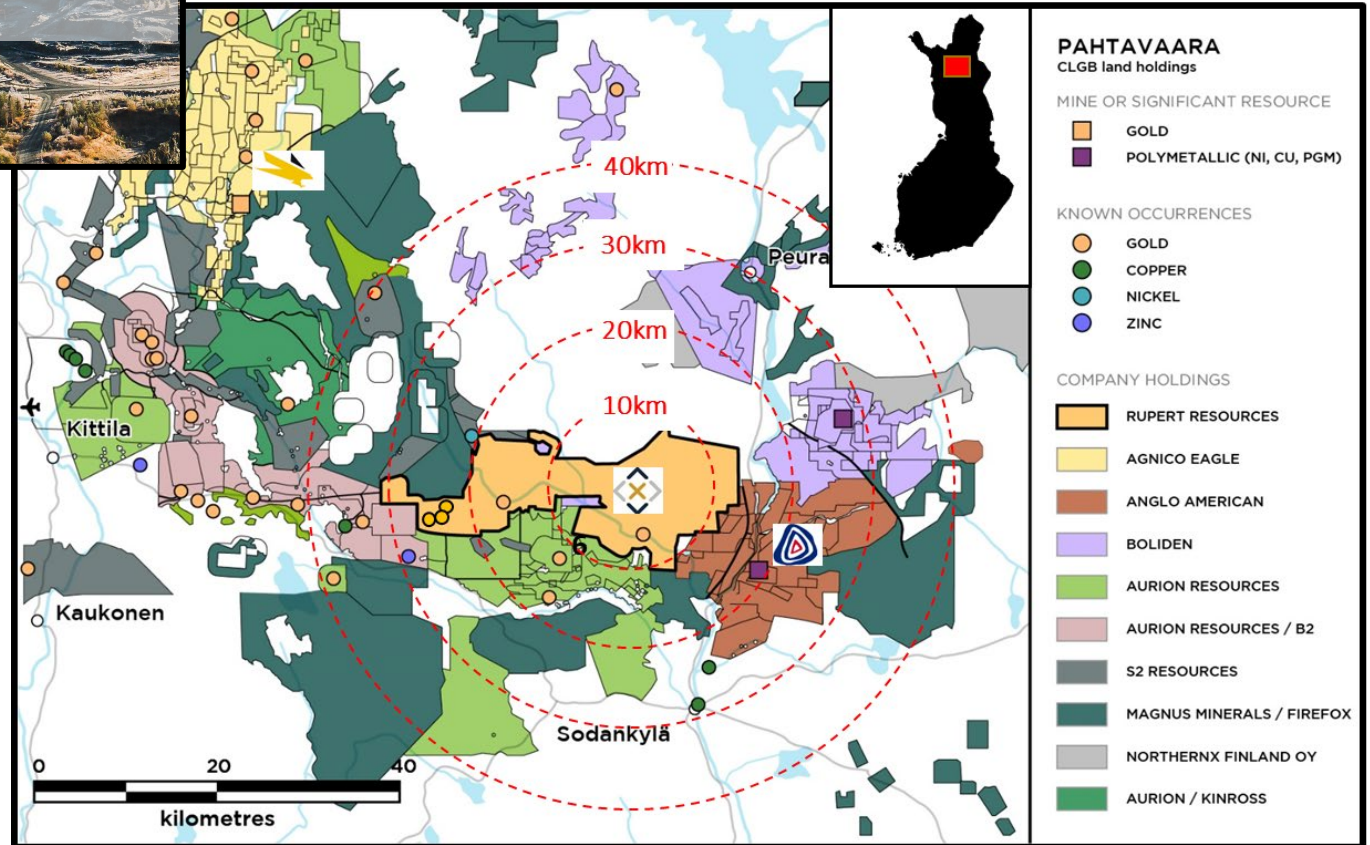 40km
30km
20km
10km
Peura
Kittila
Kaukonen
Sodankylä
6
0 20 40
kilometres
PAHTAVAARA
CLGB land holdings
MINE OR SIGNIFICANT RESOURCE
GOLD
POLYMETALLIC (NI, CU, PGM)
KNOWN OCCURRENCES
GOLD
COPPER
NICKEL
ZINC
COMPANY HOLDINGS
RUPERT RESOURCES
AGNICO EAGLE
ANGLO AMERICAN
BOLIDEN
AURION RESOURCES
AURION RESOURCES / B2
S2 RESOURCES
MAGNUS MINERALS / FIREFOX
NORTHERNX FINLAND OY
AURION / KINROSS